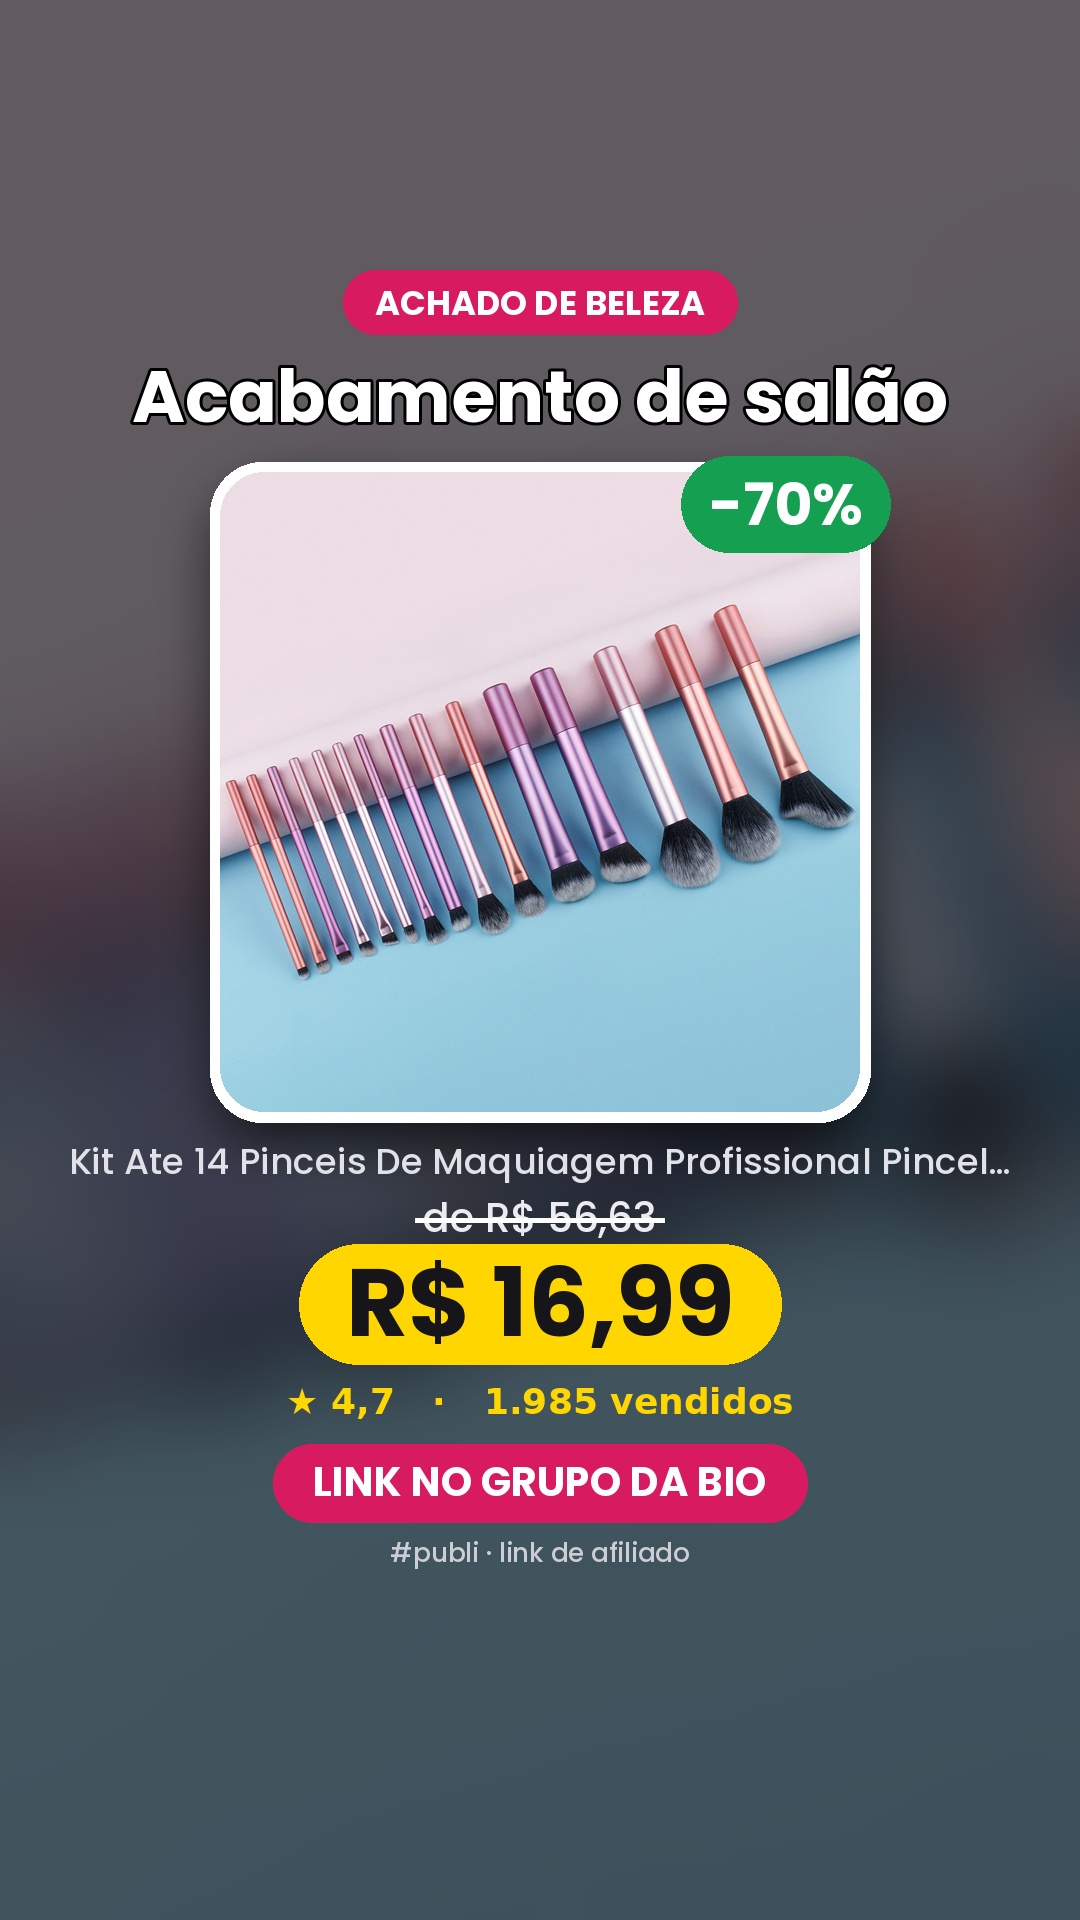 ACHADO DE BELEZA
Acabamento de salão
-70%
Kit Ate 14 Pinceis De Maquiagem Profissional Pincel...
de R$ 56,63
R$ 16,99
★ 4,7 · 1.985 vendidos
LINK NO GRUPO DA BIO
#publi · link de afiliado